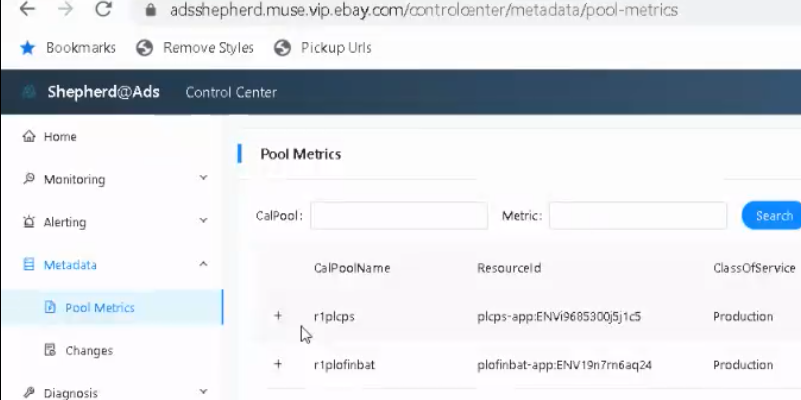 adsshepherd.muse.vip.ebay.com/controlcenter/metadata/pool-metrics
Bookmarks Remove Styles Pickup Urls
Shepherd@Ads Control Center
Home
Pool Metrics
Monitoring
CalPool: Metric: Search
Alerting
Metadata
CalPoolName ResourceId ClassOfService
Pool Metrics
+ r1plcps plcps-app:ENVi9685300j5j1c5 Production
Changes
+ r1plofinbat plofinbat-app:ENV19n7rn6aq24 Production
Diagnosis